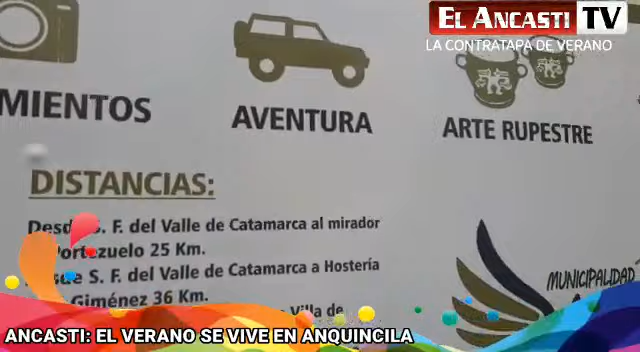 EL ANCASTI TV
LA CONTRATAPA DE VERANO
MIENTOS
AVENTURA
ARTE RUPESTRE
DISTANCIAS:
Desde S. F. del Valle de Catamarca al mirador
Portezuelo 25 Km.
Desde S. F. del Valle de Catamarca a Hostería
Giménez 36 Km.
Villa de
MUNICIPALIDAD
ANCASTI: EL VERANO SE VIVE EN ANQUINCILA